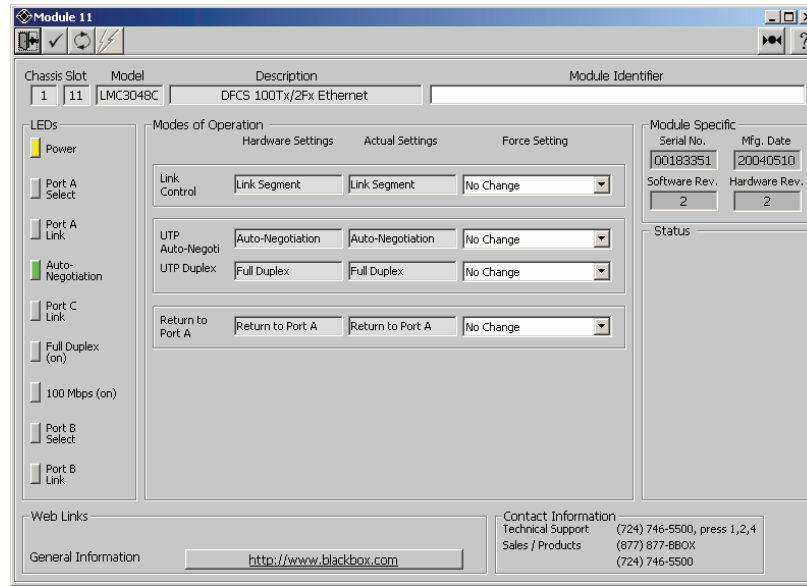 Module 11
?
Chassis Slot Model Description Module Identifier
1 11 LMC3048C DFCS 100Tx/2Fx Ethernet
LEDs
Power
Port A
Select
Port A
Link
Auto-
Negotiation
Port C
Link
Full Duplex
(on)
100 Mbps (on)
Port B
Select
Port B
Link
Modes of Operation
Hardware Settings Actual Settings Force Setting
Link
Control
Link Segment Link Segment No Change
UTP
Auto-Negoti
Auto-Negotiation Auto-Negotiation No Change
UTP Duplex Full Duplex Full Duplex No Change
Return to
Port A
Return to Port A Return to Port A No Change
Module Specific
Serial No. Mfg. Date
00183351 20040510
Software Rev. Hardware Rev.
2 2
Status
Web Links
General Information http://www.blackbox.com
Contact Information
Technical Support (724) 746-5500, press 1,2,4
Sales / Products (877) 877-BBOX
(724) 746-5500